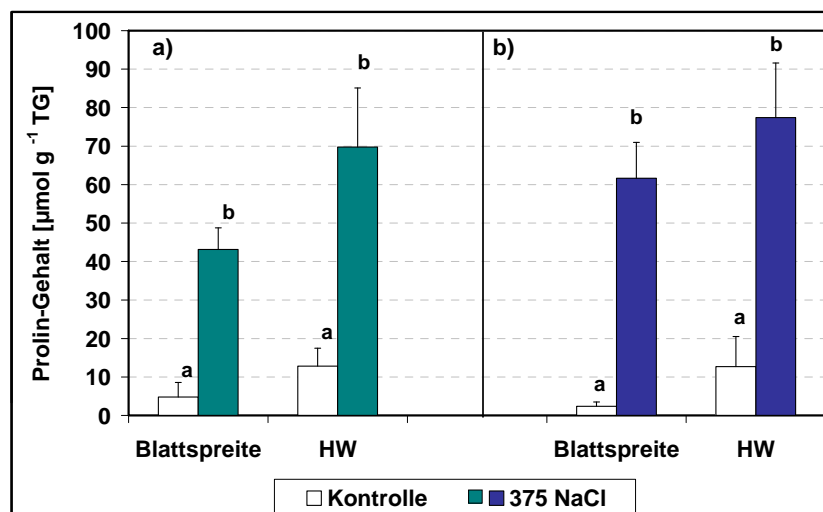 Prolin-Gehalt [µmol g⁻¹ TG]
100
90
80
70
60
50
40
30
20
10
0
a)
a
b
a
b
Blattspreite
HW
b)
a
b
a
b
Blattspreite
HW
Kontrolle
375 NaCl